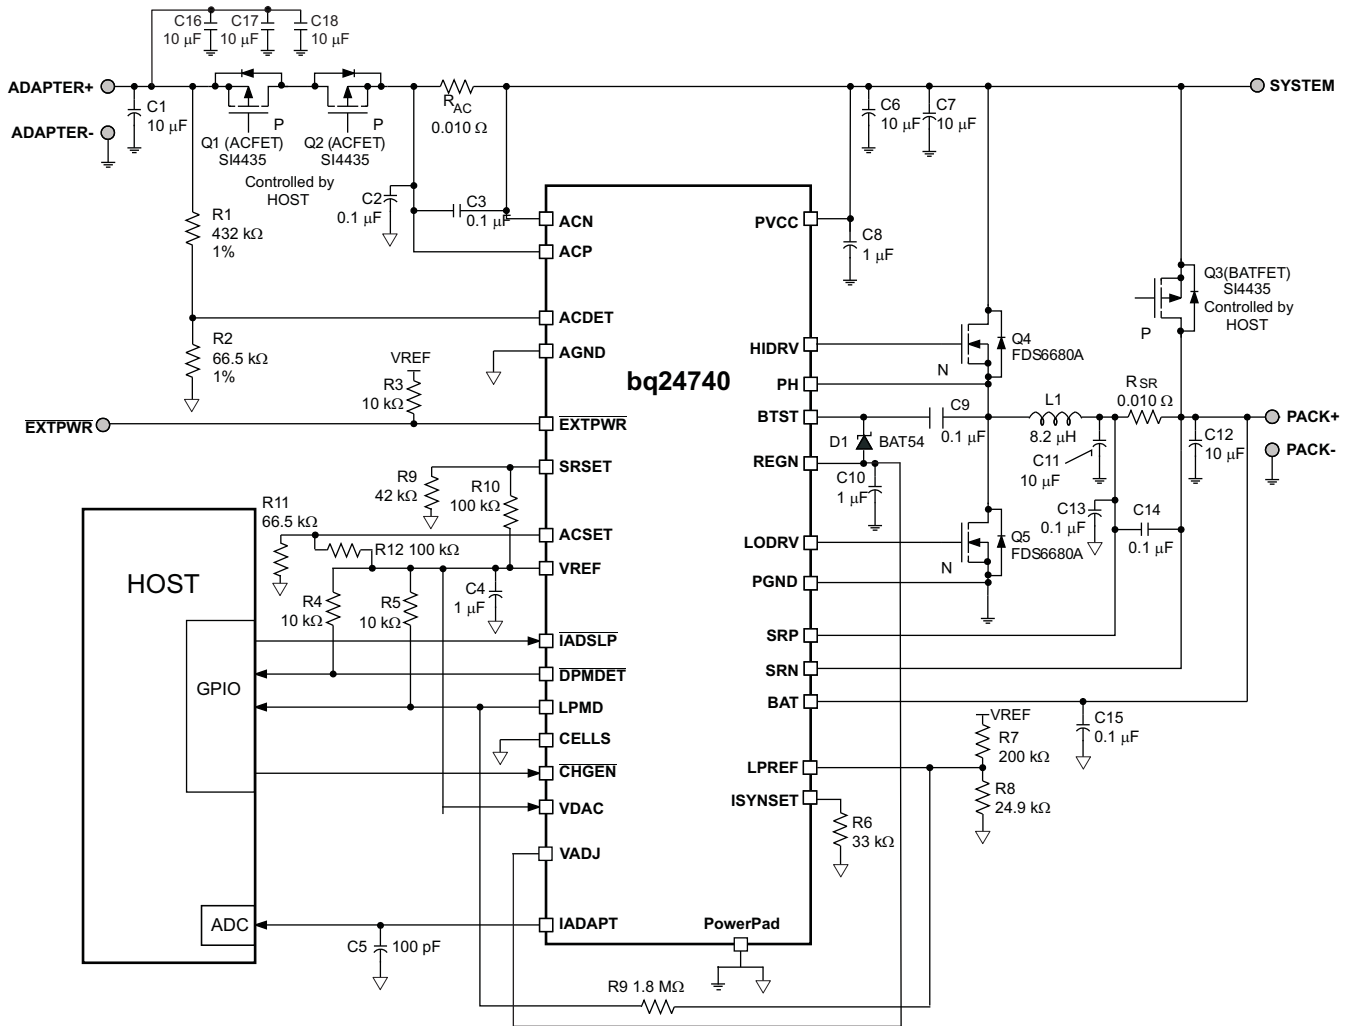 C16
10 µF
C17
10 µF
C18
10 µF
ADAPTER+
C1
10 µF
ADAPTER-
P
Q1 (ACFET)
SI4435
P
Q2 (ACFET)
SI4435
Controlled by
HOST
RAC
0.010 Ω
C6
10 µF
C7
10 µF
SYSTEM
C2
0.1 µF
C3
0.1 µF
R1
432 kΩ
1%
R2
66.5 kΩ
1%
VREF
R3
10 kΩ
EXTPWR
C8
1 µF
Q3(BATFET)
SI4435
Controlled by
HOST
P
bq24740
ACN
ACP
ACDET
AGND
EXTPWR
SRSET
ACSET
VREF
IADSLP
DPMDET
LPMD
CELLS
CHGEN
VDAC
VADJ
IADAPT
PVCC
HIDRV
PH
BTST
REGN
LODRV
PGND
SRP
SRN
BAT
LPREF
ISYNSET
PowerPad
Q4
FDS6680A
N
C9
0.1 µF
D1
BAT54
C10
1 µF
L1
8.2 µH
RSR
0.010 Ω
C11
10 µF
C12
10 µF
PACK+
PACK-
C13
0.1 µF
C14
0.1 µF
Q5
FDS6680A
N
R9
42 kΩ
R10
100 kΩ
R11
66.5 kΩ
R12 100 kΩ
R4
10 kΩ
R5
10 kΩ
C4
1 µF
HOST
GPIO
ADC
C5
100 pF
C15
0.1 µF
VREF
R7
200 kΩ
R8
24.9 kΩ
R6
33 kΩ
R9 1.8 MΩ